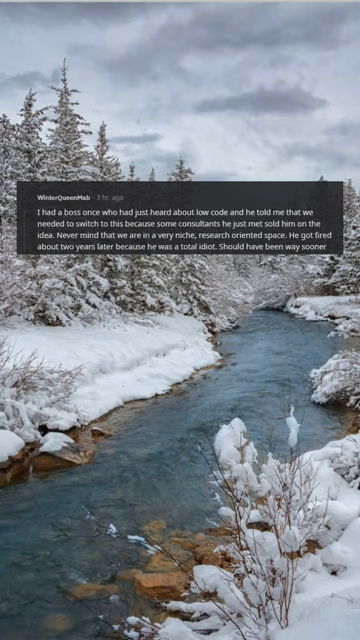 WinterQueenMab · 3 hr. ago
I had a boss once who had just heard about low code and he told me that we
needed to switch to this because some consultants he just met sold him on the
idea. Never mind that we are in a very niche, research oriented space. He got fired
about two years later because he was a total idiot. Should have been way sooner